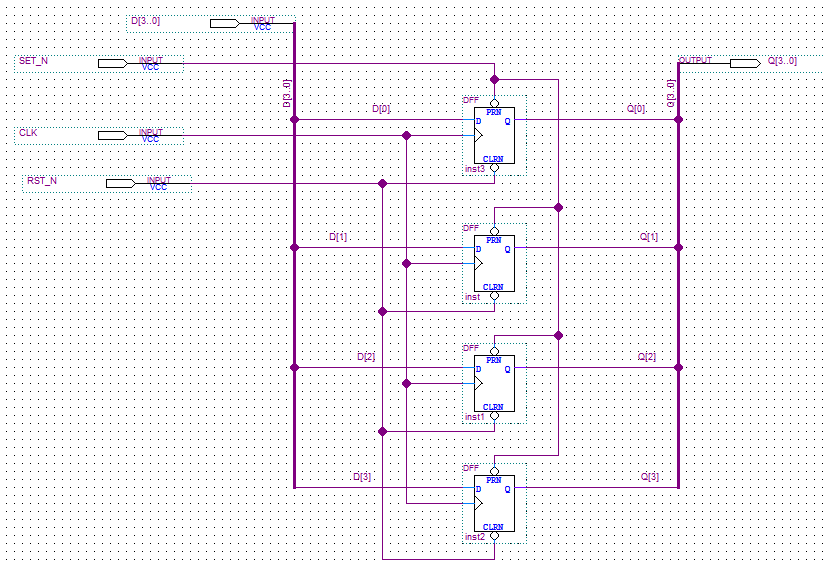 D[3..0] INPUT VCC
SET_N INPUT VCC
OUTPUT Q[3..0]
D[3..0]
Q[3..0]
DFF
D[0] Q[0]
PRN
D Q
CLK INPUT VCC
CLRN
inst3
RST_N INPUT VCC
DFF
D[1] Q[1]
PRN
D Q
CLRN
inst
DFF
D[2] Q[2]
PRN
D Q
CLRN
inst1
DFF
D[3] Q[3]
PRN
D Q
CLRN
inst2